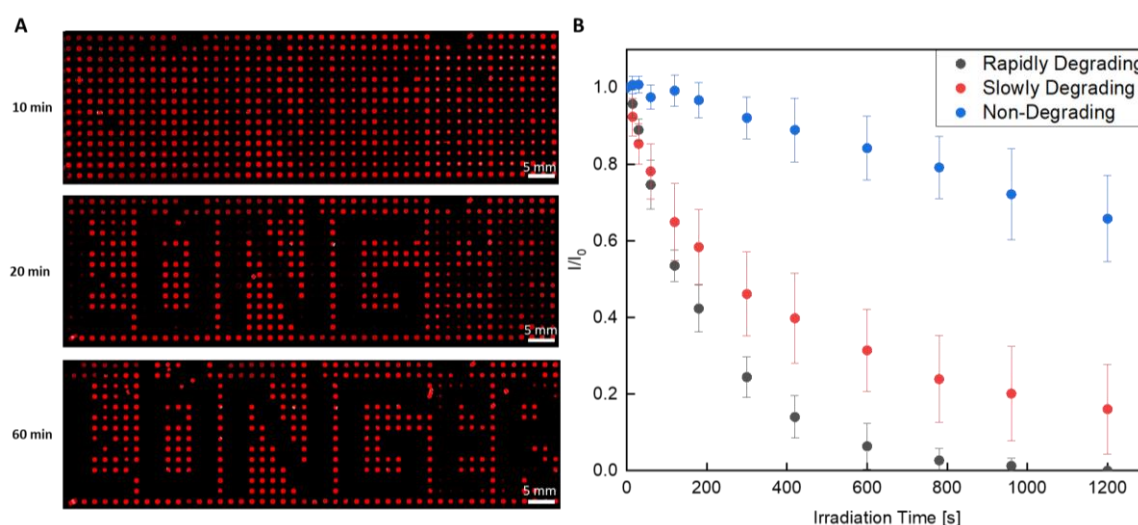 A
10 min
5 mm
20 min
5 mm
60 min
5 mm
B
Rapidly Degrading
Slowly Degrading
Non-Degrading
1.0
0.8
0.6
0.4
0.2
0.0
I/I₀
0 200 400 600 800 1000 1200
Irradiation Time [s]